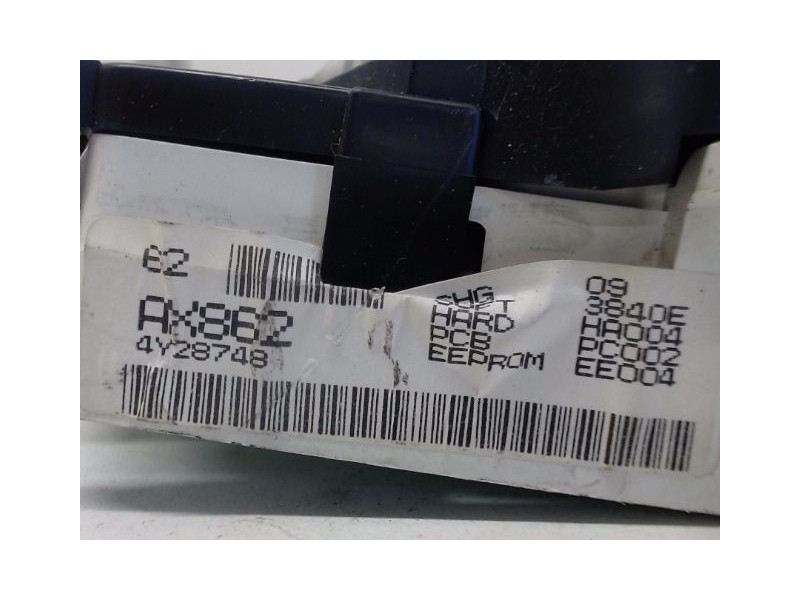 62
AX862
4Y28748
CHG 09
SOFT 3840E
HARD HA004
PCB PC002
EEPROM EE004